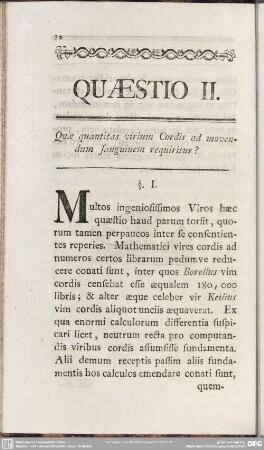 32
QUÆSTIO II.
Quæ quantitas virium Cordis ad moven-
dum sanguinem requiritur?
§. I.
Multos ingeniosissimos Viros hæc
quæstio haud parum torsit, quo-
rum tamen perpaucos inter se consentien-
tes reperies. Mathematici vires cordis ad
numeros certos librarum pedumve redu-
cere conati sunt, inter quos Borellus vim
cordis censebat esse æqualem 180,000
libris; & alter æque celeber vir Keilius
vim cordis aliquot unciis æquaverat. Ex
qua enormi calculorum differentia suspi-
cari licet, neutrum recta pro computan-
dis viribus cordis assumsisse fundamenta.
Alii demum receptis passim aliis funda-
mentis hos calculos emendare conati sunt,
quem-
DFG